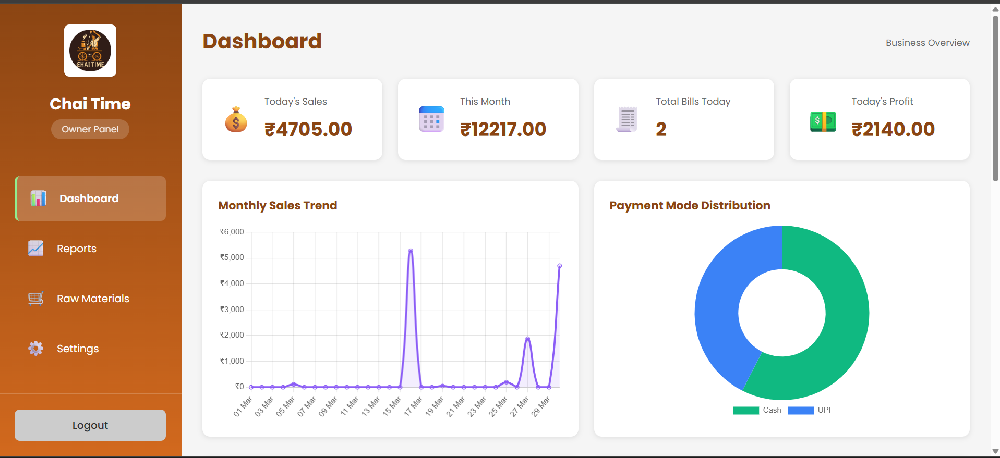 THE
CHAI TIME
Chai Time
Owner Panel
Dashboard
Reports
Raw Materials
Settings
Logout
Dashboard
Business Overview
Today's Sales
₹4705.00
This Month
₹12217.00
Total Bills Today
2
Today's Profit
₹2140.00
Monthly Sales Trend
₹6,000
₹5,000
₹4,000
₹3,000
₹2,000
₹1,000
₹0
01 Mar
03 Mar
05 Mar
07 Mar
09 Mar
11 Mar
13 Mar
15 Mar
17 Mar
19 Mar
21 Mar
23 Mar
25 Mar
27 Mar
29 Mar
Payment Mode Distribution
Cash
UPI